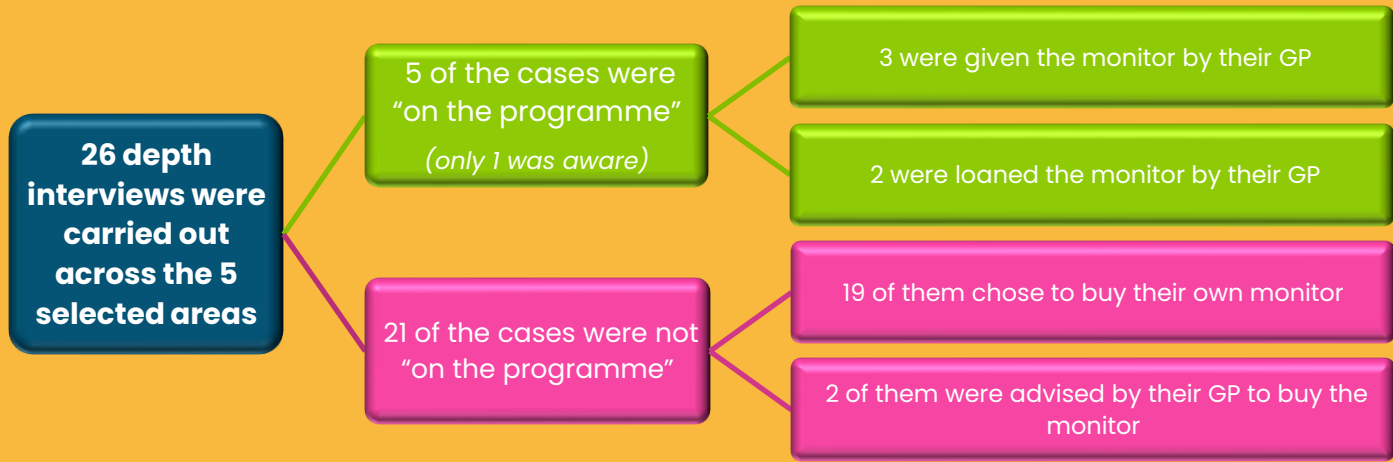 26 depth
interviews were
carried out
across the 5
selected areas
5 of the cases were
“on the programme”
(only 1 was aware)
3 were given the monitor by their GP
2 were loaned the monitor by their GP
21 of the cases were not
“on the programme”
19 of them chose to buy their own monitor
2 of them were advised by their GP to buy the
monitor